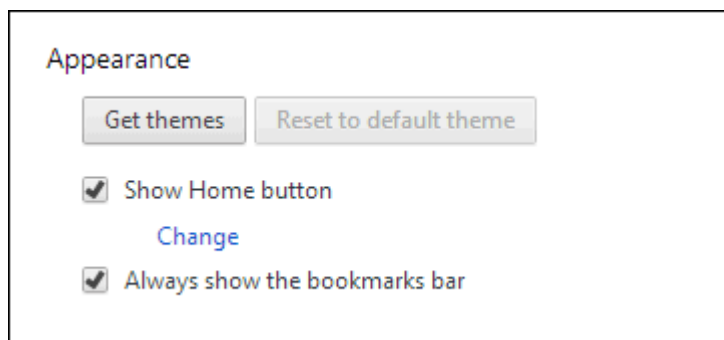 Appearance
Get themes Reset to default theme
Show Home button
Change
Always show the bookmarks bar